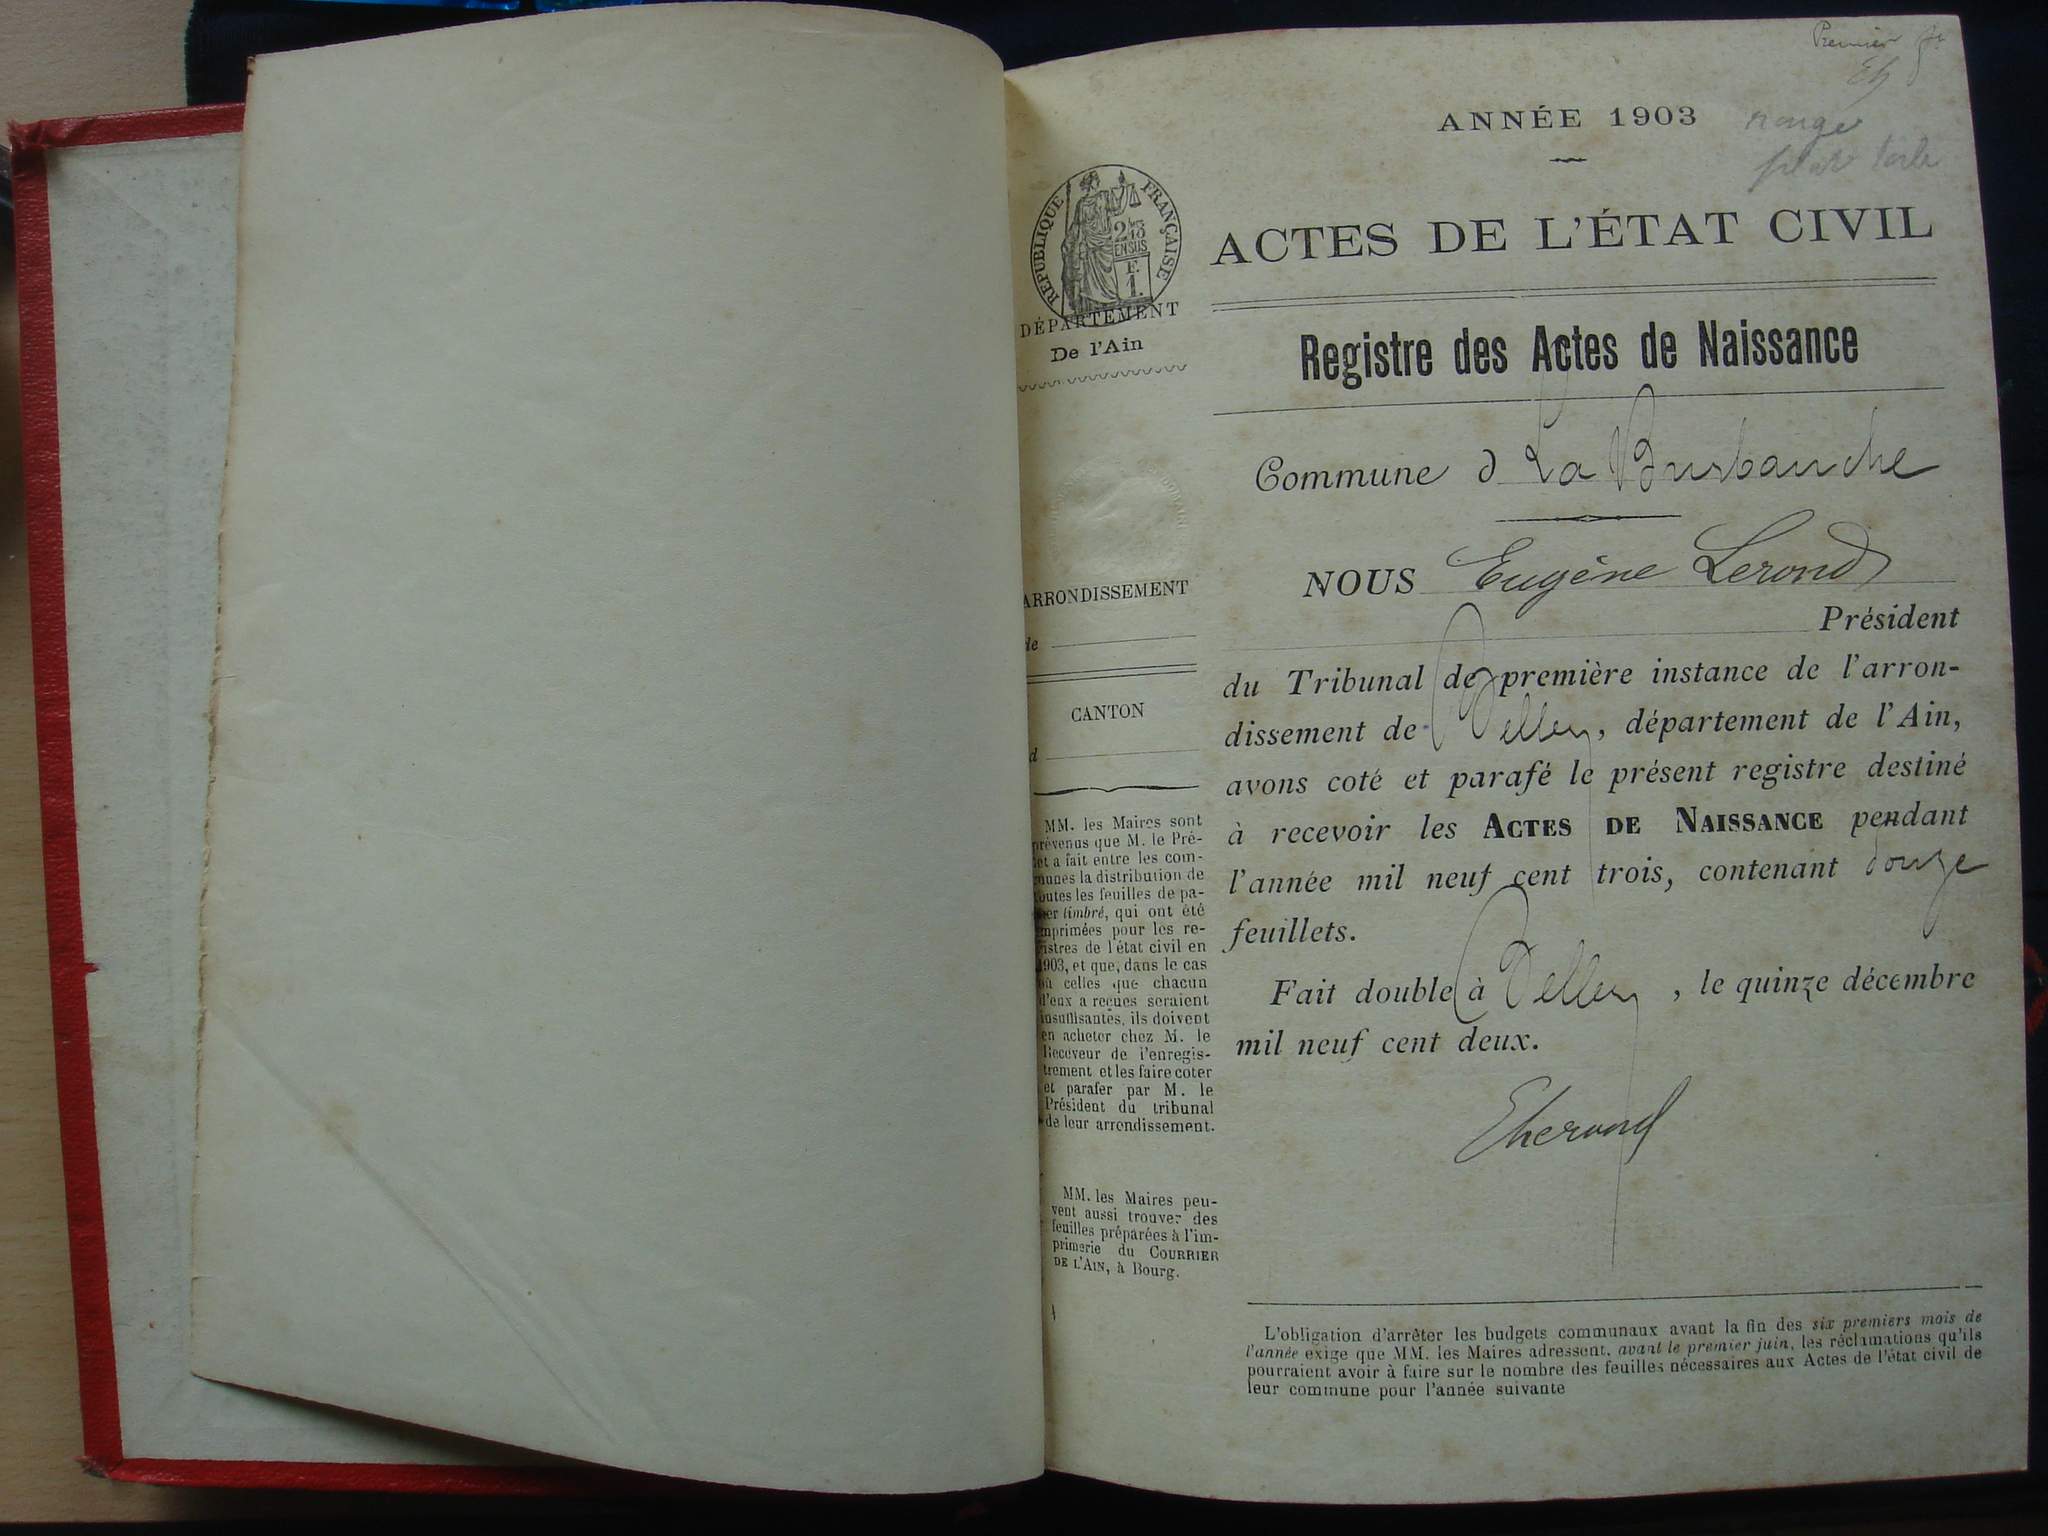 Premier
ANNÉE 1903
rouge
ACTES DE L'ÉTAT CIVIL
Registre des Actes de Naissance
Commune d La Burbanche
NOUS Eugène Lerond
Président
du Tribunal de première instance de l'arron-
dissement de Belley, département de l'Ain,
avons coté et parafé le présent registre destiné
à recevoir les ACTES DE NAISSANCE pendant
l'année mil neuf cent trois, contenant douze
feuillets.
Fait double à Belley, le quinze décembre
mil neuf cent deux.
ELerond
L'obligation d'arrêter les budgets communaux avant la fin des six premiers mois de
l'année exige que MM. les Maires adressent, avant le premier juin, les réclamations qu'ils
pourraient avoir à faire sur le nombre des feuilles nécessaires aux Actes de l'état civil de
leur commune pour l'année suivante
RÉPUBLIQUE FRANÇAISE
2/10
EN SUS
F.
1.
DÉPARTEMENT
De l'Ain
ARRONDISSEMENT
de
CANTON
d
MM. les Maires sont
prévenus que M. le Pré-
fet a fait entre les com-
munes la distribution de
toutes les feuilles de pa-
pier timbré, qui ont été
imprimées pour les re-
gistres de l'état civil en
1903, et que, dans le cas
où celles que chacun
d'eux a reçues seraient
insuffisantes, ils doivent
en acheter chez M. le
Receveur de l'enregis-
trement et les faire coter
et parafer par M. le
Président du tribunal
de leur arrondissement.
MM. les Maires peu-
vent aussi trouver des
feuilles préparées à l'im-
primerie du COURRIER
DE L'AIN, à Bourg.